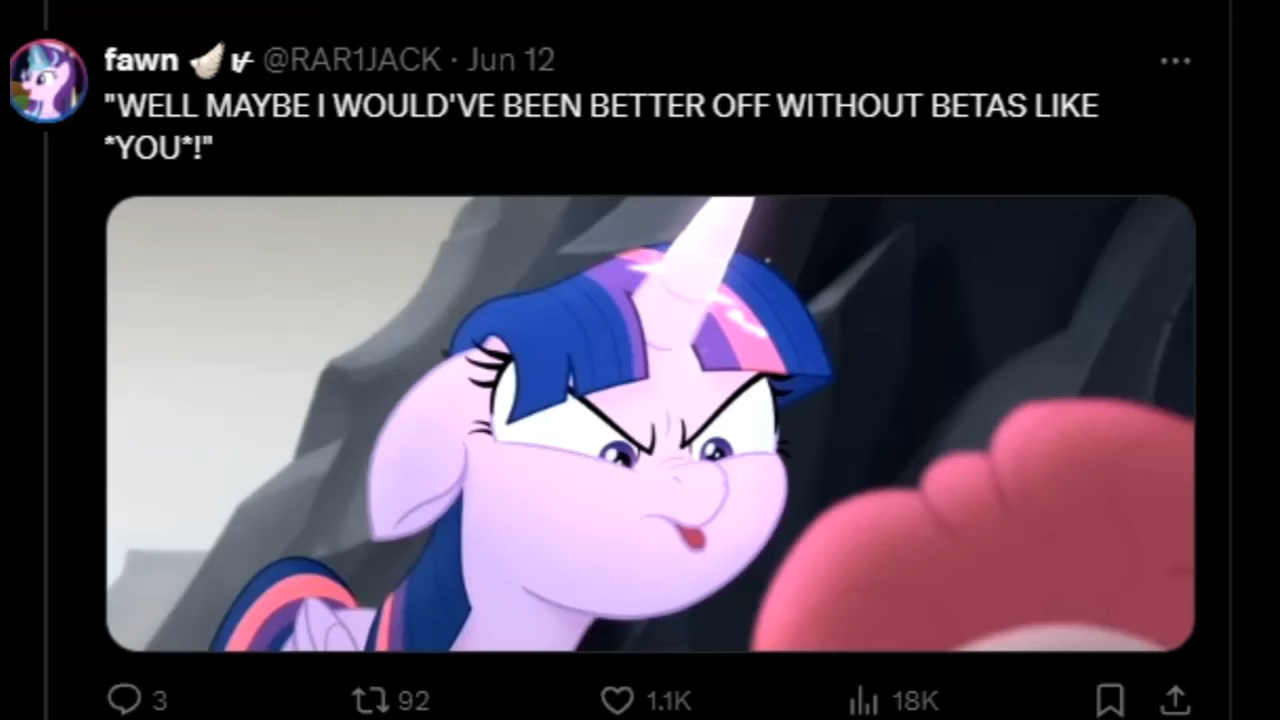 fawn @RAR1JACK · Jun 12
"WELL MAYBE I WOULD'VE BEEN BETTER OFF WITHOUT BETAS LIKE
*YOU*!"
3 92 1.1K 18K